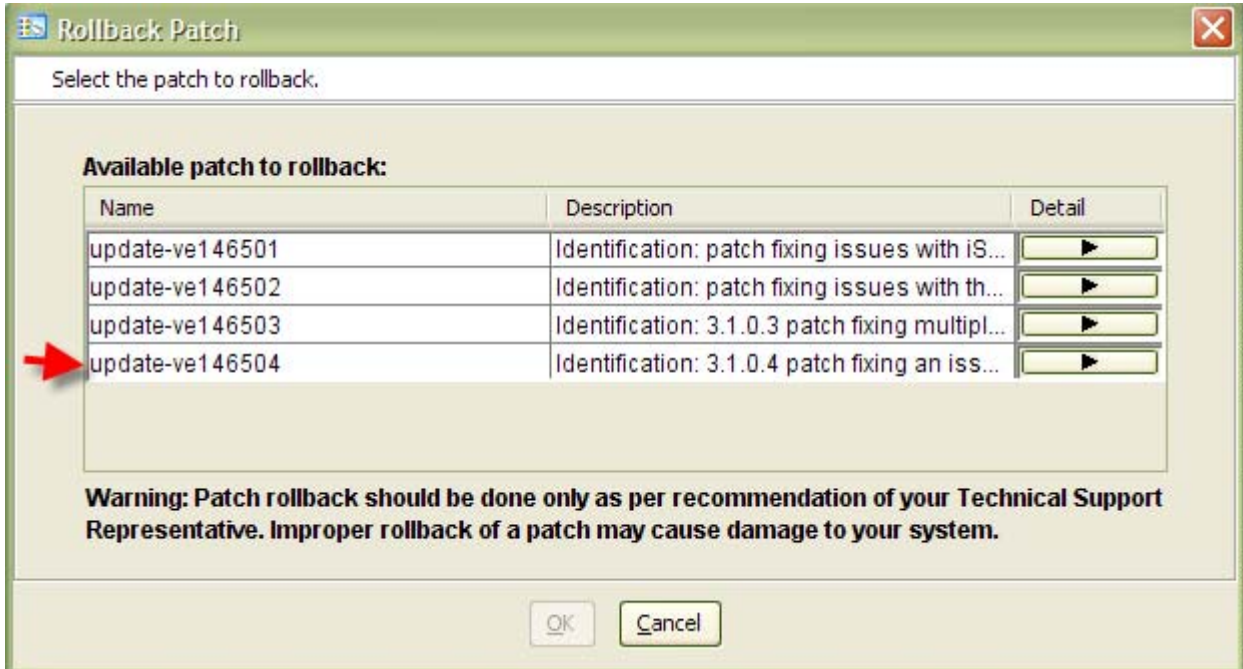 Rollback Patch
Select the patch to rollback.
Available patch to rollback:
Name Description Detail
update-ve146501 Identification: patch fixing issues with iS...
update-ve146502 Identification: patch fixing issues with th...
update-ve146503 Identification: 3.1.0.3 patch fixing multipl...
update-ve146504 Identification: 3.1.0.4 patch fixing an iss...
Warning: Patch rollback should be done only as per recommendation of your Technical Support
Representative. Improper rollback of a patch may cause damage to your system.
OK Cancel